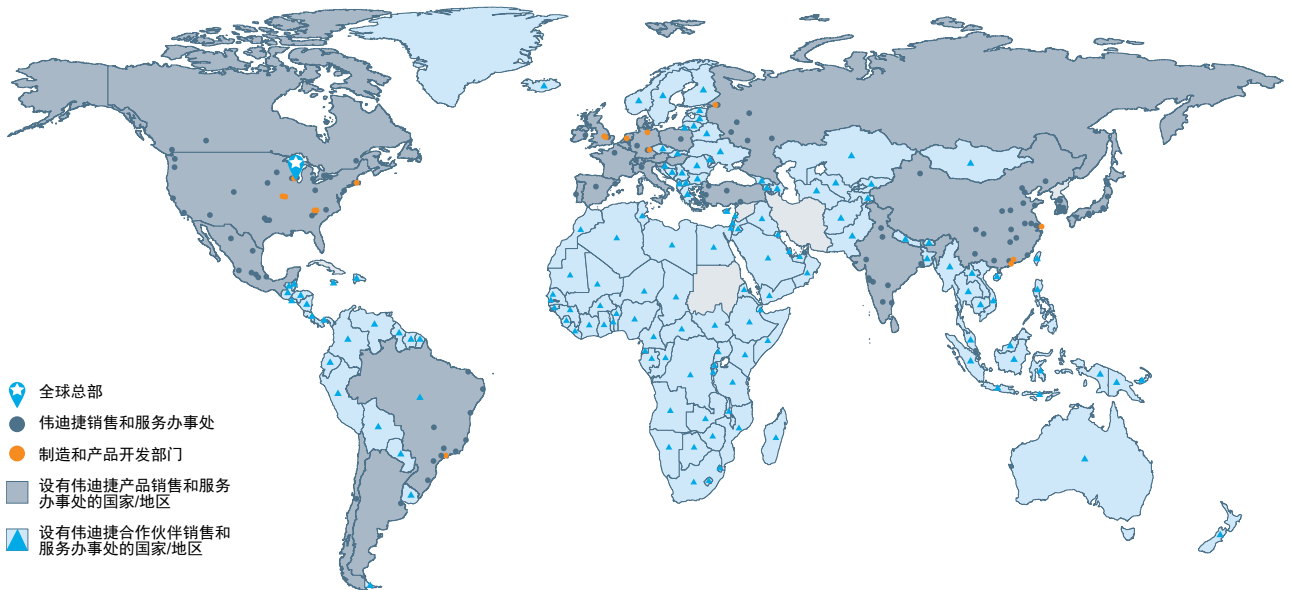 全球总部
伟迪捷销售和服务办事处
制造和产品开发部门
设有伟迪捷产品销售和服务
办事处的国家/地区
设有伟迪捷合作伙伴销售和
服务办事处的国家/地区